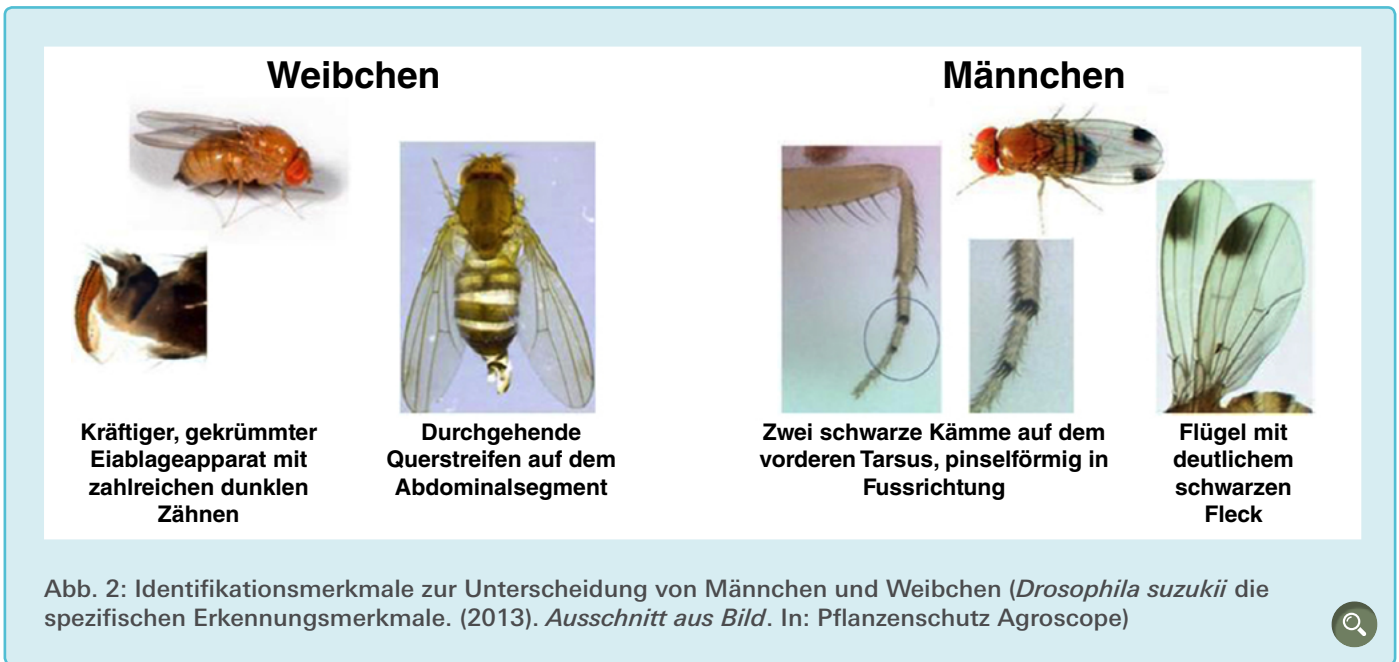 Weibchen
Männchen
Kräftiger, gekrümmter
Eiablageapparat mit
zahlreichen dunklen
Zähnen
Durchgehende
Querstreifen auf dem
Abdominalsegment
Zwei schwarze Kämme auf dem
vorderen Tarsus, pinselförmig in
Fussrichtung
Flügel mit
deutlichem
schwarzen
Fleck
Abb. 2: Identifikationsmerkmale zur Unterscheidung von Männchen und Weibchen (Drosophila suzukii die
spezifischen Erkennungsmerkmale. (2013). Ausschnitt aus Bild. In: Pflanzenschutz Agroscope)